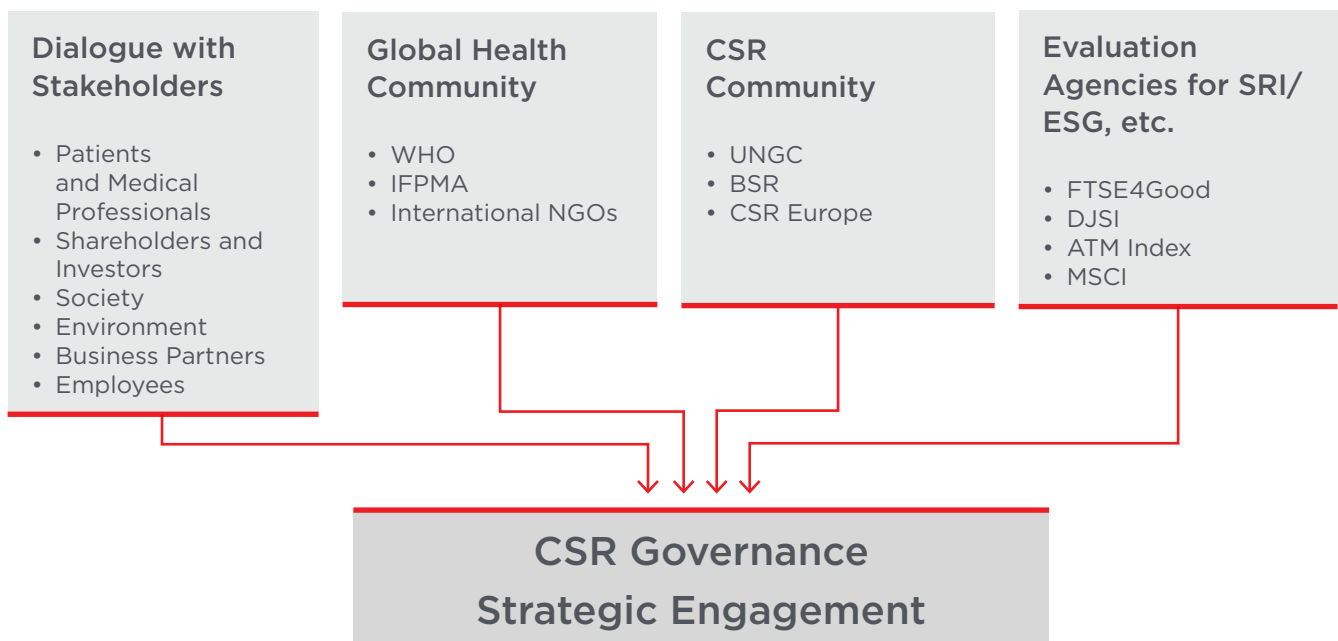 Dialogue with
Stakeholders
• Patients
and Medical
Professionals
• Shareholders and
Investors
• Society
• Environment
• Business Partners
• Employees
Global Health
Community
• WHO
• IFPMA
• International NGOs
CSR
Community
• UNGC
• BSR
• CSR Europe
Evaluation
Agencies for SRI/
ESG, etc.
• FTSE4Good
• DJSI
• ATM Index
• MSCI
CSR Governance
Strategic Engagement